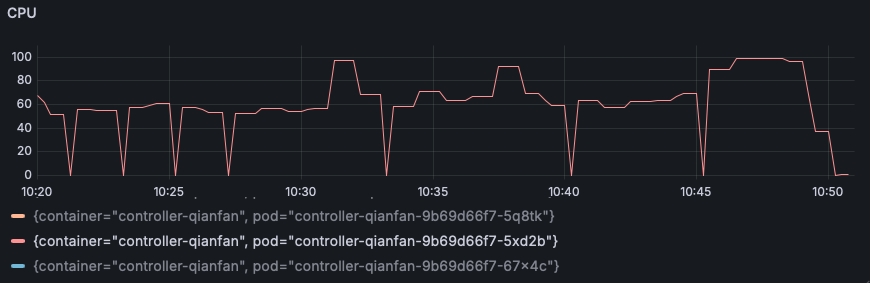 CPU
100
80
60
40
20
0
10:20 10:25 10:30 10:35 10:40 10:45 10:50
{container="controller-qianfan", pod="controller-qianfan-9b69d66f7-5q8tk"}
{container="controller-qianfan", pod="controller-qianfan-9b69d66f7-5xd2b"}
{container="controller-qianfan", pod="controller-qianfan-9b69d66f7-67x4c"}